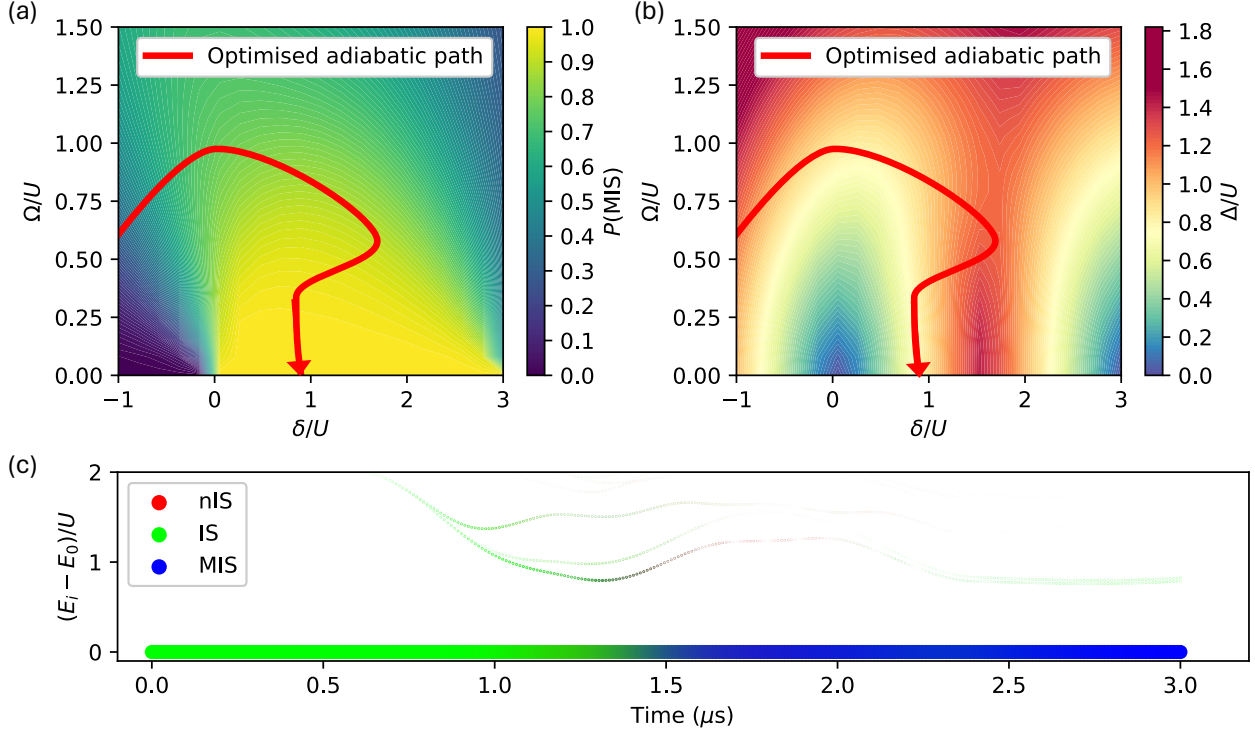 (a)
1.50
1.25
1.00
0.75
0.50
0.25
0.00
Ω/U
−1 0 1 2 3
δ/U
Optimised adiabatic path
1.0
0.9
0.8
0.7
0.6
0.5
0.4
0.3
0.2
0.1
0.0
P(MIS)
(b)
1.50
1.25
1.00
0.75
0.50
0.25
0.00
Ω/U
−1 0 1 2 3
δ/U
Optimised adiabatic path
1.8
1.6
1.4
1.2
1.0
0.8
0.6
0.4
0.2
0.0
Δ/U
(c)
2
1
0
(Eᵢ − E₀)/U
nIS
IS
MIS
0.0 0.5 1.0 1.5 2.0 2.5 3.0
Time (μs)